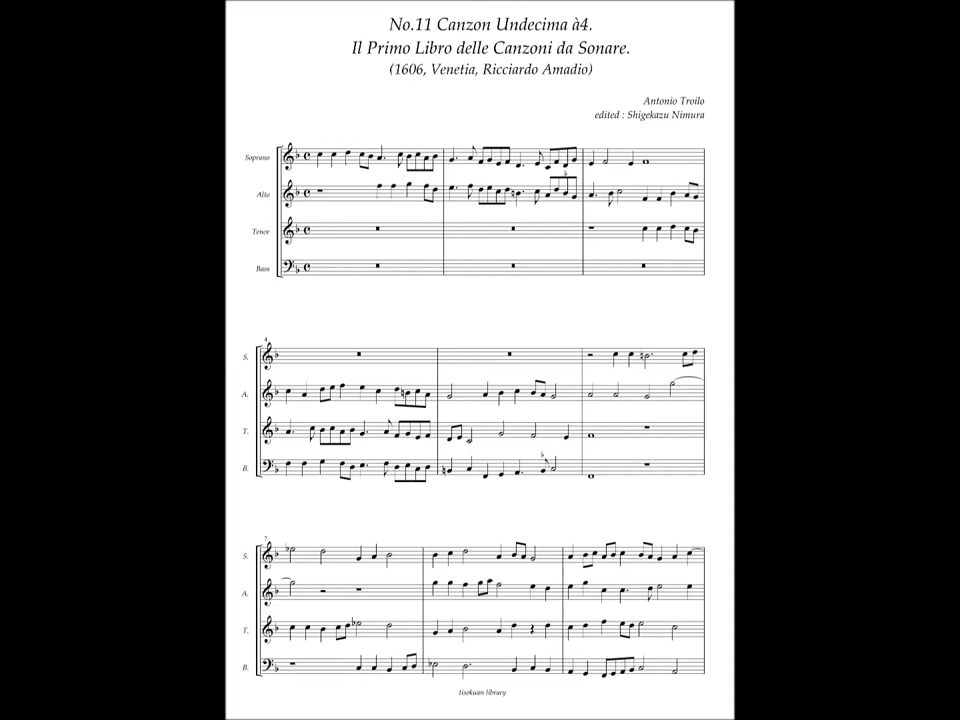 No.11 Canzon Undecima à4.
Il Primo Libro delle Canzoni da Sonare.
(1606, Venetia, Ricciardo Amadio)
Antonio Troilo
edited : Shigekazu Nimura
Soprano
Alto
Tenor
Bass
4
S.
A.
T.
B.
7
S.
A.
T.
B.
tisokuan library